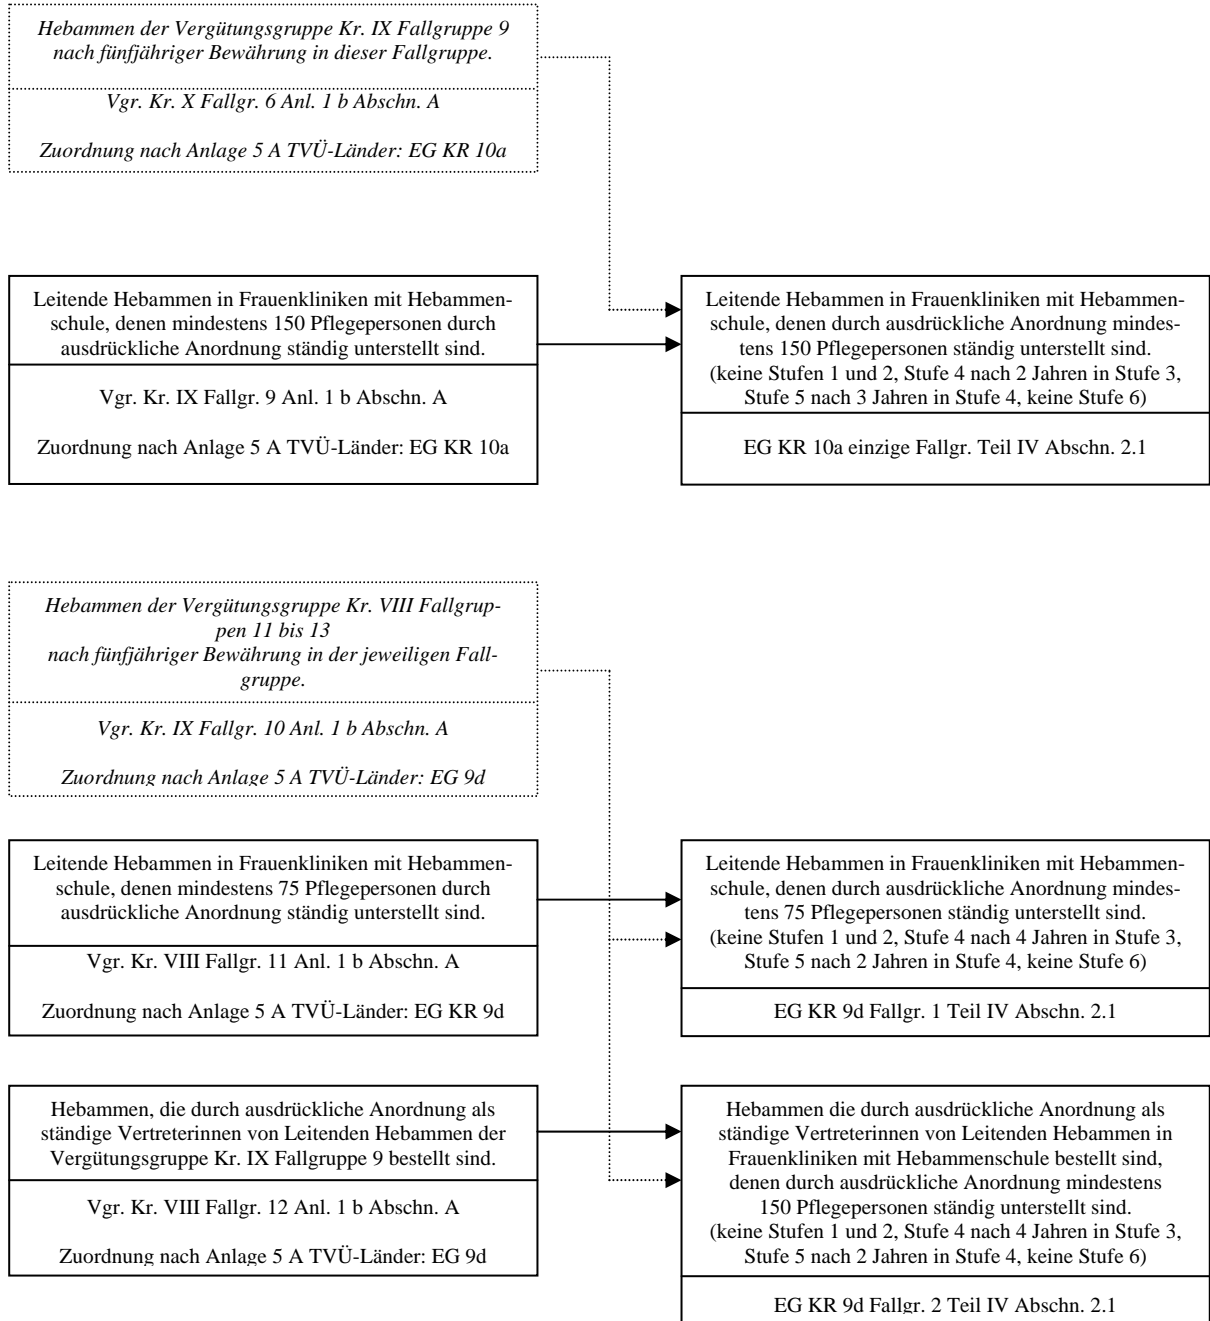 Hebammen der Vergütungsgruppe Kr. IX Fallgruppe 9
nach fünfjähriger Bewährung in dieser Fallgruppe.
Vgr. Kr. X Fallgr. 6 Anl. 1 b Abschn. A
Zuordnung nach Anlage 5 A TVÜ-Länder: EG KR 10a
Leitende Hebammen in Frauenkliniken mit Hebammen-
schule, denen mindestens 150 Pflegepersonen durch
ausdrückliche Anordnung ständig unterstellt sind.
Vgr. Kr. IX Fallgr. 9 Anl. 1 b Abschn. A
Zuordnung nach Anlage 5 A TVÜ-Länder: EG KR 10a
Leitende Hebammen in Frauenkliniken mit Hebammen-
schule, denen durch ausdrückliche Anordnung mindes-
tens 150 Pflegepersonen ständig unterstellt sind.
(keine Stufen 1 und 2, Stufe 4 nach 2 Jahren in Stufe 3,
Stufe 5 nach 3 Jahren in Stufe 4, keine Stufe 6)
EG KR 10a einzige Fallgr. Teil IV Abschn. 2.1
Hebammen der Vergütungsgruppe Kr. VIII Fallgrup-
pen 11 bis 13
nach fünfjähriger Bewährung in der jeweiligen Fall-
gruppe.
Vgr. Kr. IX Fallgr. 10 Anl. 1 b Abschn. A
Zuordnung nach Anlage 5 A TVÜ-Länder: EG 9d
Leitende Hebammen in Frauenkliniken mit Hebammen-
schule, denen mindestens 75 Pflegepersonen durch
ausdrückliche Anordnung ständig unterstellt sind.
Vgr. Kr. VIII Fallgr. 11 Anl. 1 b Abschn. A
Zuordnung nach Anlage 5 A TVÜ-Länder: EG KR 9d
Leitende Hebammen in Frauenkliniken mit Hebammen-
schule, denen durch ausdrückliche Anordnung mindes-
tens 75 Pflegepersonen ständig unterstellt sind.
(keine Stufen 1 und 2, Stufe 4 nach 4 Jahren in Stufe 3,
Stufe 5 nach 2 Jahren in Stufe 4, keine Stufe 6)
EG KR 9d Fallgr. 1 Teil IV Abschn. 2.1
Hebammen, die durch ausdrückliche Anordnung als
ständige Vertreterinnen von Leitenden Hebammen der
Vergütungsgruppe Kr. IX Fallgruppe 9 bestellt sind.
Vgr. Kr. VIII Fallgr. 12 Anl. 1 b Abschn. A
Zuordnung nach Anlage 5 A TVÜ-Länder: EG 9d
Hebammen die durch ausdrückliche Anordnung als
ständige Vertreterinnen von Leitenden Hebammen in
Frauenkliniken mit Hebammenschule bestellt sind,
denen durch ausdrückliche Anordnung mindestens
150 Pflegepersonen ständig unterstellt sind.
(keine Stufen 1 und 2, Stufe 4 nach 4 Jahren in Stufe 3,
Stufe 5 nach 2 Jahren in Stufe 4, keine Stufe 6)
EG KR 9d Fallgr. 2 Teil IV Abschn. 2.1